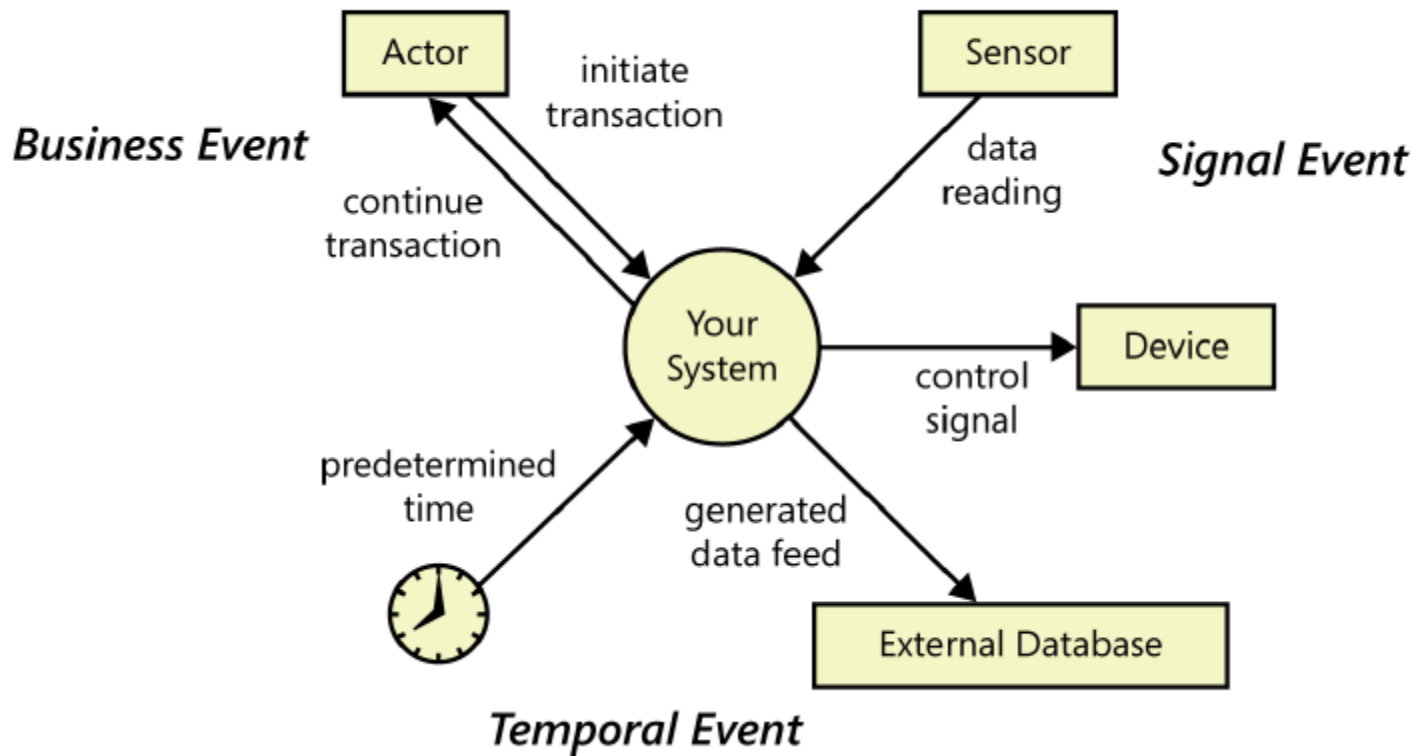 Actor
Sensor
initiate
transaction
Business Event
data
reading
Signal Event
continue
transaction
Your
System
Device
control
signal
predetermined
time
generated
data feed
External Database
Temporal Event